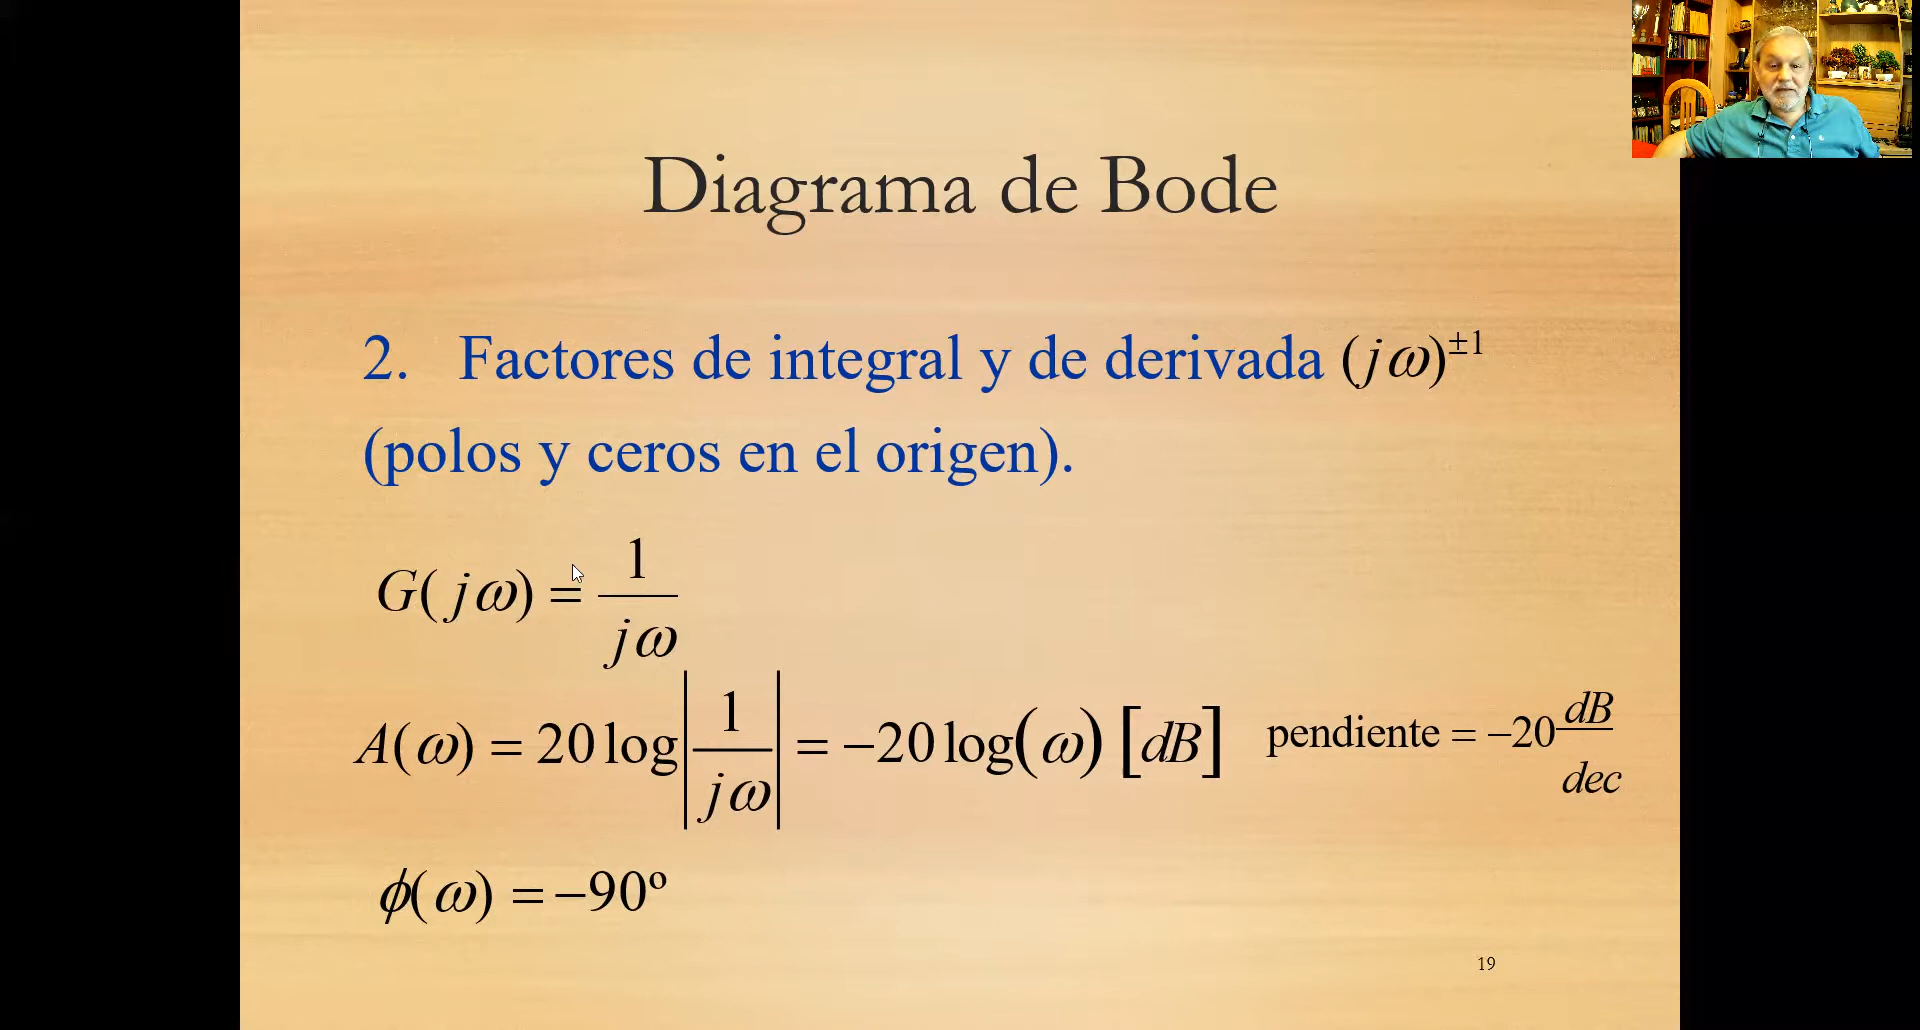 Diagrama de Bode
2. Factores de integral y de derivada (jω)^±1
(polos y ceros en el origen).
G(jω) = 1/jω
A(ω) = 20 log|1/jω| = −20 log(ω) [dB] pendiente = −20 dB/dec
ϕ(ω) = −90º
19